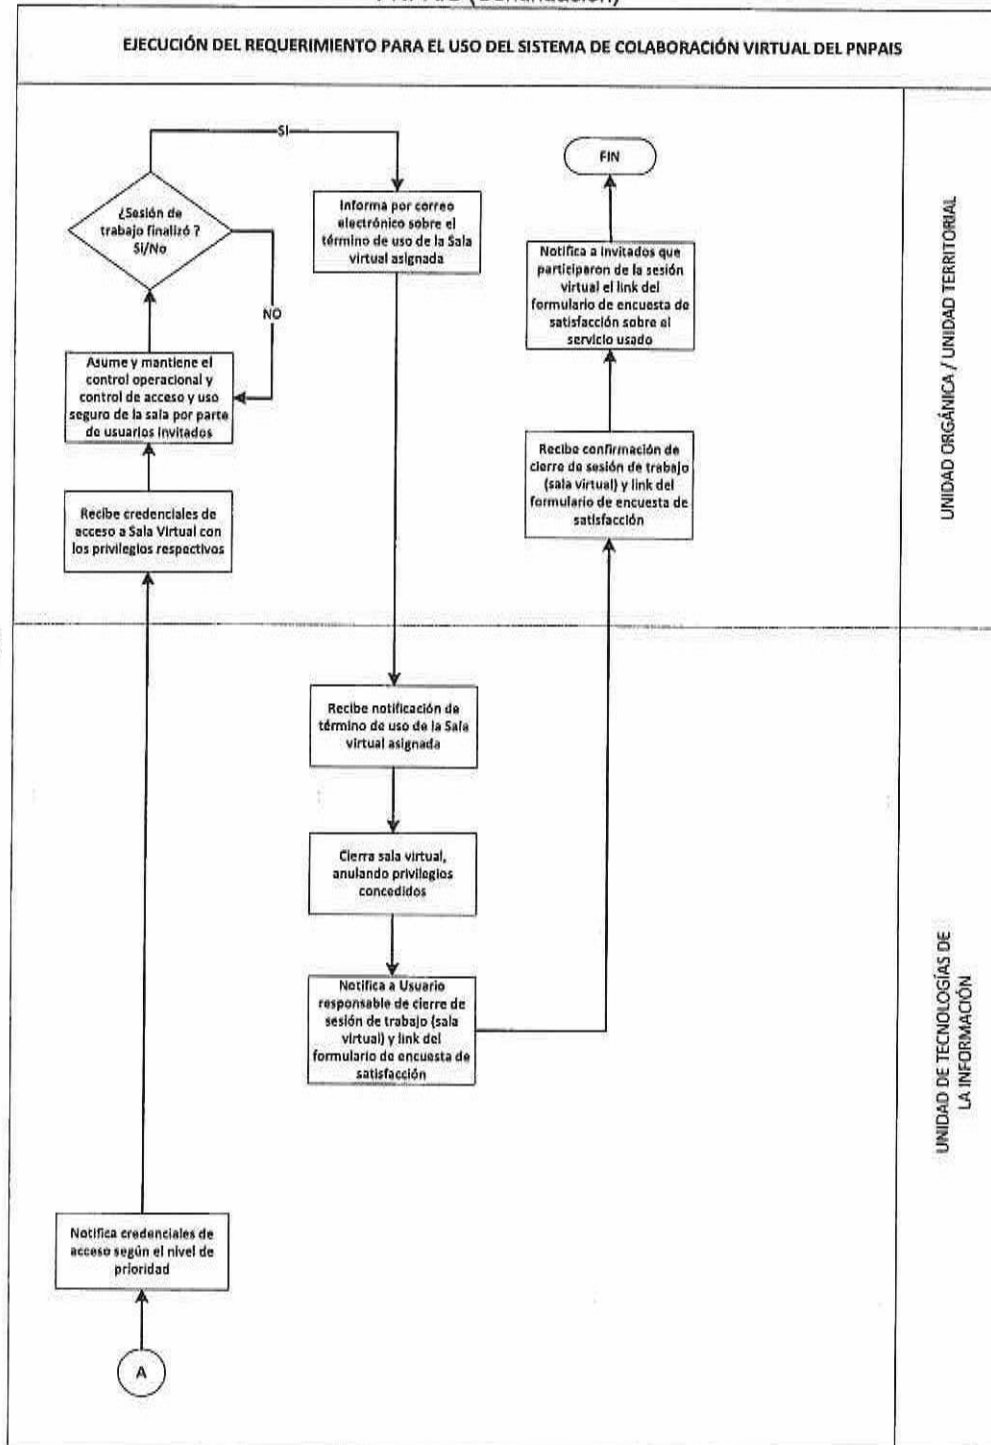 (Continuación)
EJECUCIÓN DEL REQUERIMIENTO PARA EL USO DEL SISTEMA DE COLABORACIÓN VIRTUAL DEL PNPAIS
SI
¿Sesión de
trabajo finalizó ?
Si/No
NO
Asume y mantiene el
control operacional y
control de acceso y uso
seguro de la sala por parte
de usuarios invitados
Recibe credenciales de
acceso a Sala Virtual con
los privilegios respectivos
Informa por correo
electrónico sobre el
término de uso de la Sala
virtual asignada
FIN
Notifica a invitados que
participaron de la sesión
virtual el link del
formulario de encuesta de
satisfacción sobre el
servicio usado
Recibe confirmación de
cierre de sesión de trabajo
(sala virtual) y link del
formulario de encuesta de
satisfacción
UNIDAD ORGÁNICA / UNIDAD TERRITORIAL
Recibe notificación de
término de uso de la Sala
virtual asignada
Cierra sala virtual,
anulando privilegios
concedidos
Notifica a Usuario
responsable de cierre de
sesión de trabajo (sala
virtual) y link del
formulario de encuesta de
satisfacción
Notifica credenciales de
acceso según el nivel de
prioridad
A
UNIDAD DE TECNOLOGÍAS DE
LA INFORMACIÓN